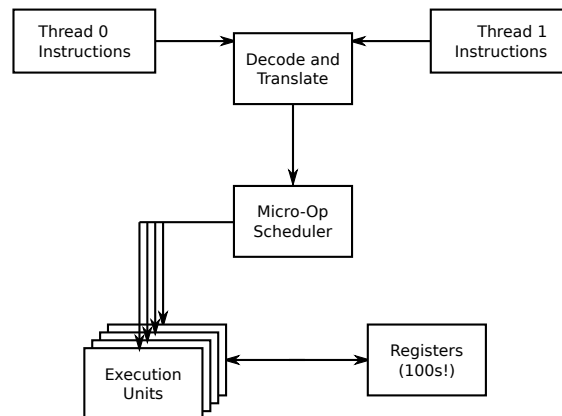 Thread 0
Instructions
Thread 1
Instructions
Decode and
Translate
Micro-Op
Scheduler
Execution
Units
Registers
(100s!)